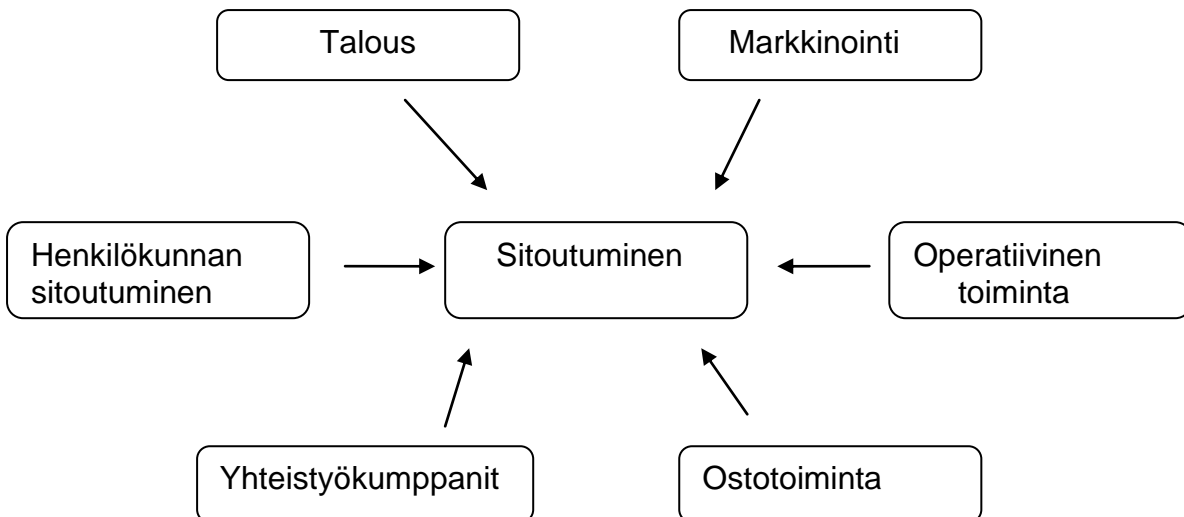 Talous
Markkinointi
Henkilökunnan
sitoutuminen
Sitoutuminen
Operatiivinen
toiminta
Yhteistyökumppanit
Ostotoiminta